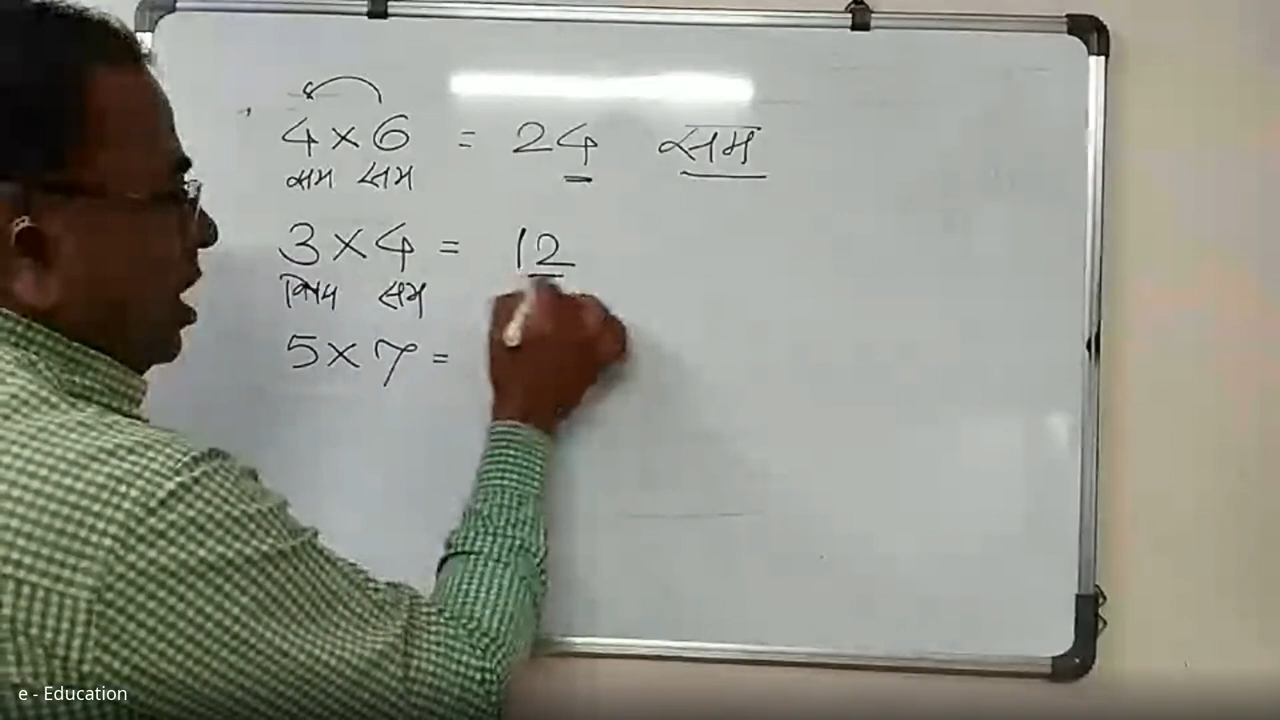 4 × 6 = 24 सम
सम सम
3 × 4 = 12
विषम सम
5 × 7 =
e - Education